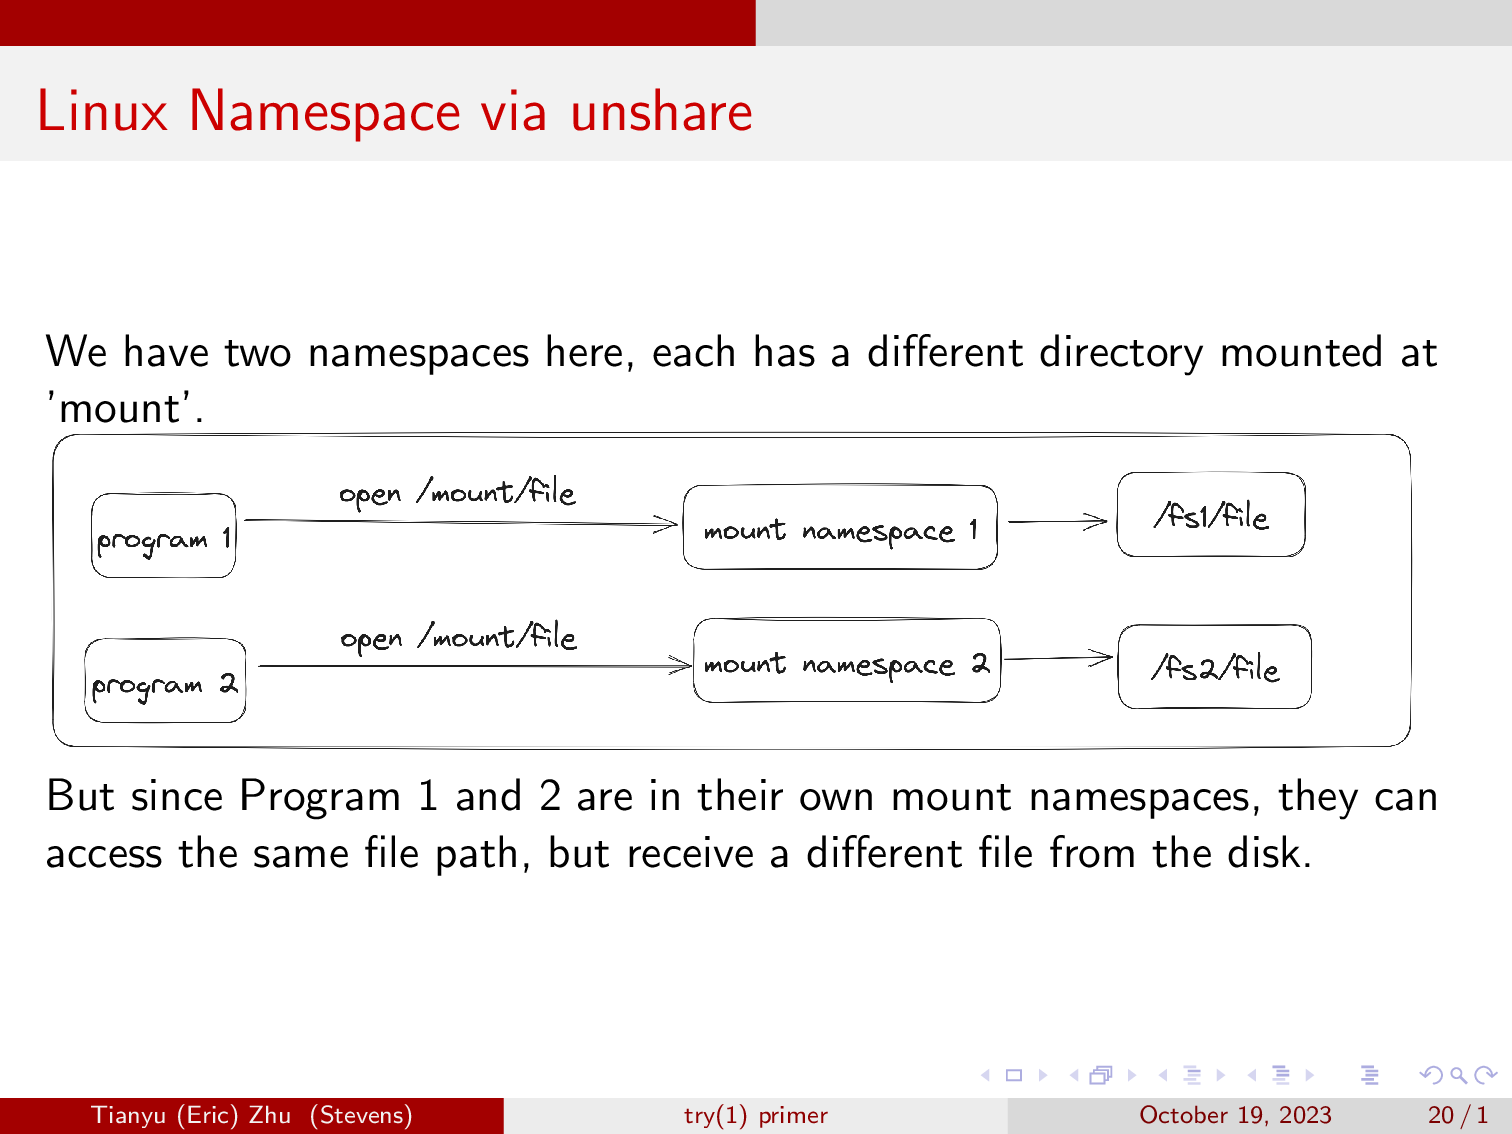 Linux Namespace via unshare
We have two namespaces here, each has a different directory mounted at
'mount'.
open /mount/file
program 1
mount namespace 1
/fs1/file
open /mount/file
program 2
mount namespace 2
/fs2/file
But since Program 1 and 2 are in their own mount namespaces, they can
access the same file path, but receive a different file from the disk.
Tianyu (Eric) Zhu (Stevens)
try(1) primer
October 19, 2023
20 / 1